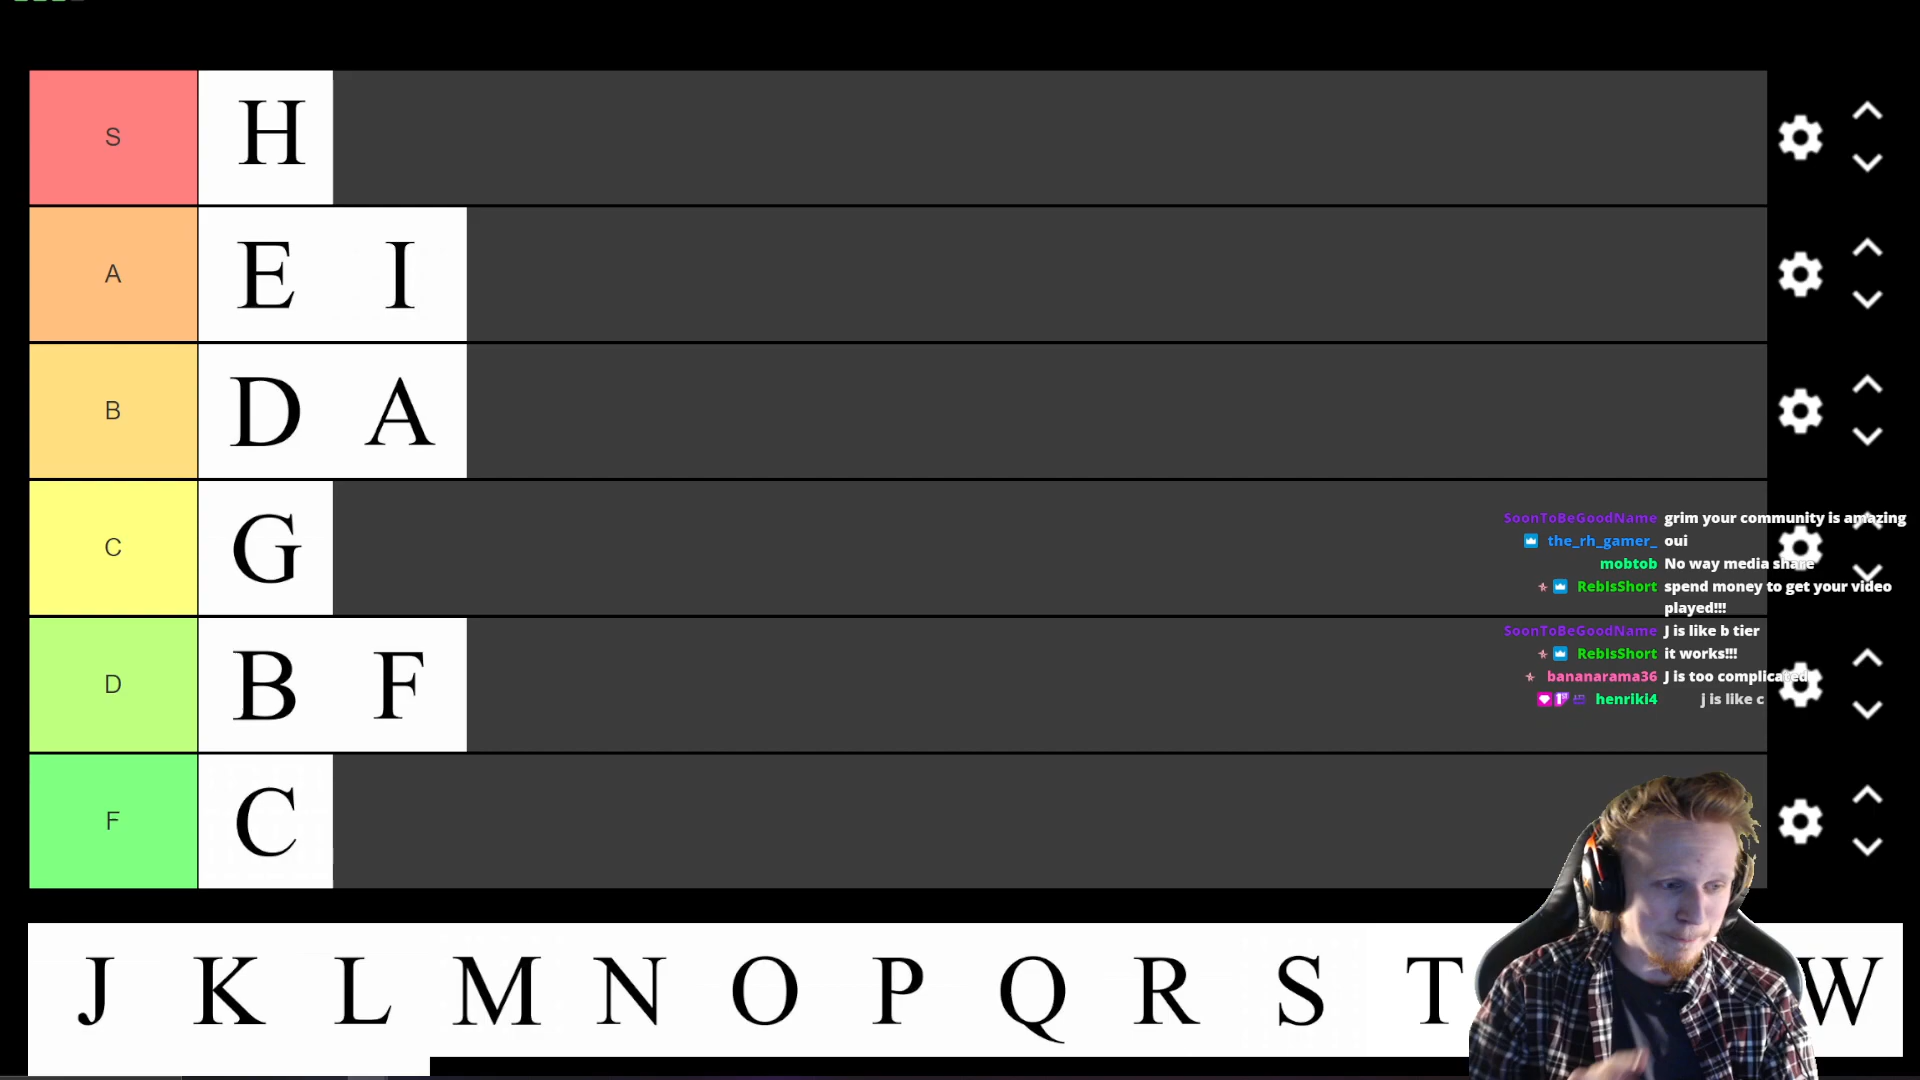 S H
A E I
B D A
C G
D B F
F C
SoonToBeGoodName grim your community is amazing
the_rh_gamer_ oui
mobtob No way media share
RebIsShort spend money to get your video
played!!!
SoonToBeGoodName J is like b tier
RebIsShort it works!!!
bananarama36 J is too complicated
henriki4 j is like c
J K L M N O P Q R S T W